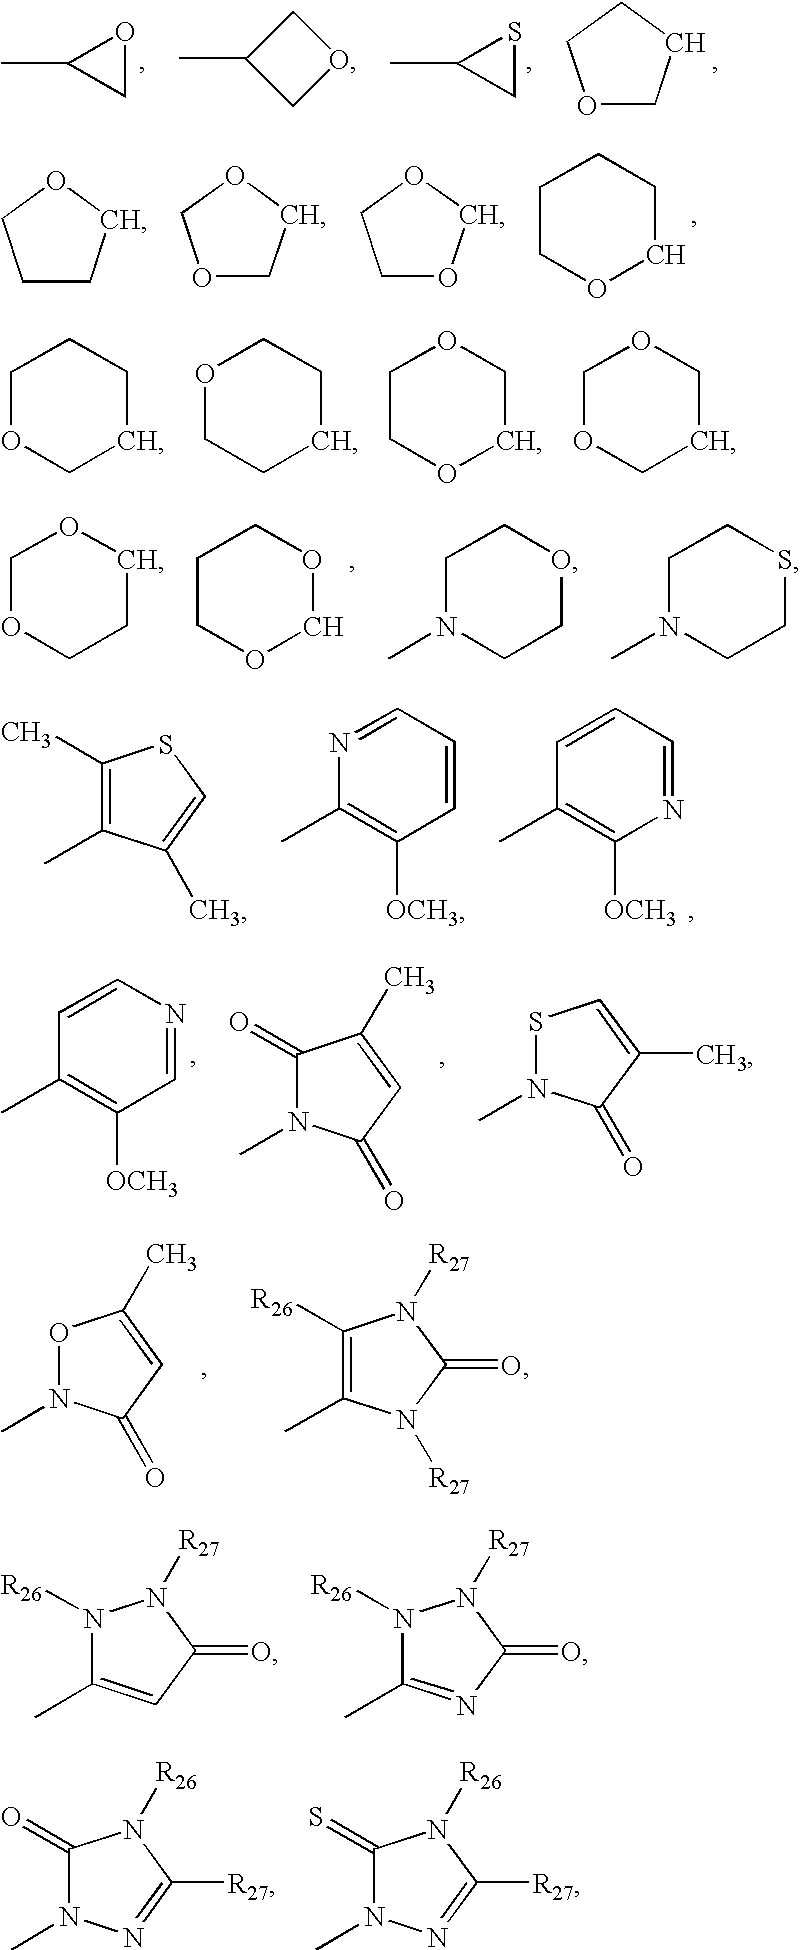 O, O, S, CH O,
O CH, O CH, O O CH, O CH O,
O CH, O CH, O CH, O O O CH,
O CH, O O CH O, N O, N S,
CH₃ S CH₃, N OCH₃, N OCH₃,
N OCH₃, O CH₃ N O, S N CH₃, O
CH₃ O N O, R₂₆ R₂₇ N O, N R₂₇
R₂₆ R₂₇ N N O, R₂₆ R₂₇ N N O, N
O R₂₆ N R₂₇, N N S R₂₆ N R₂₇, N N